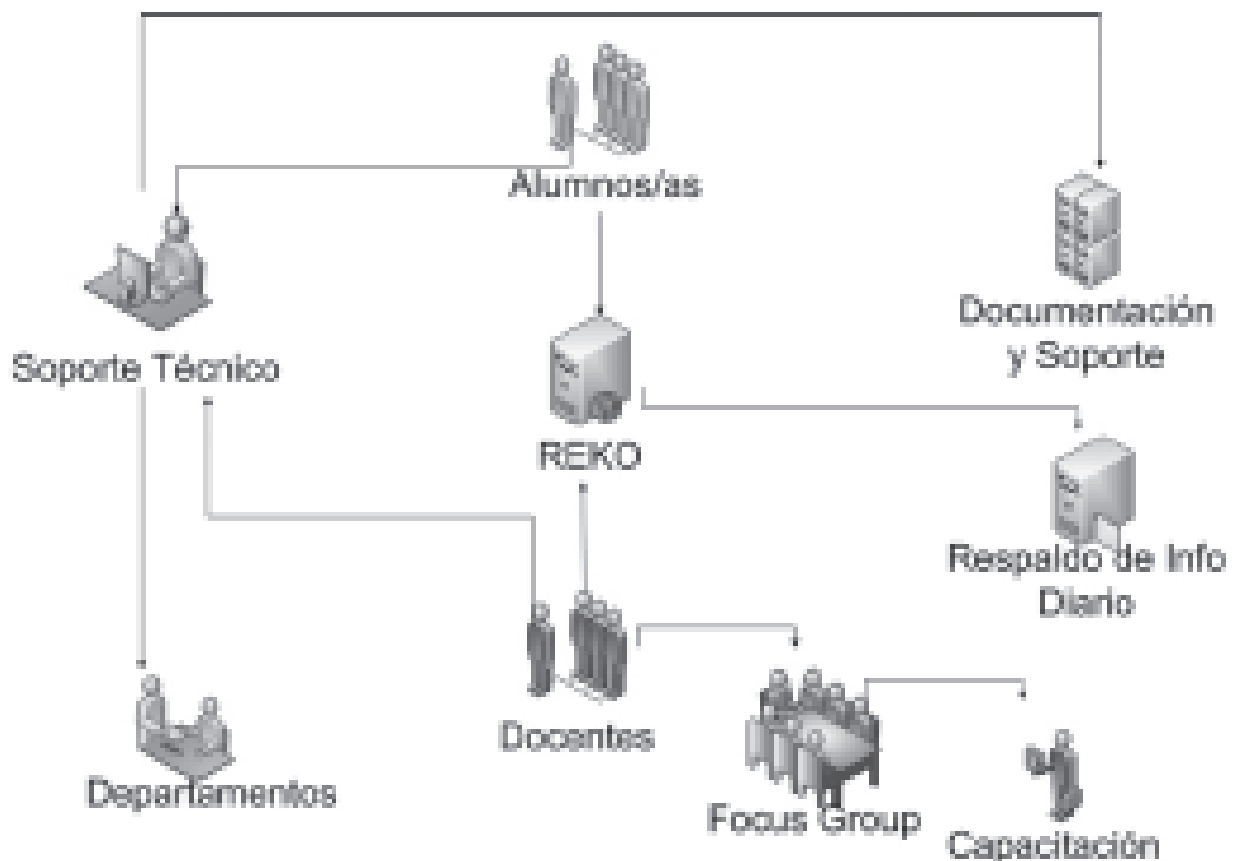 Alumnos/as
Documentación
y Soporte
Soporte Técnico
REKO
Respaldo de Info
Diario
Docentes
Departamentos
Focus Group
Capacitación